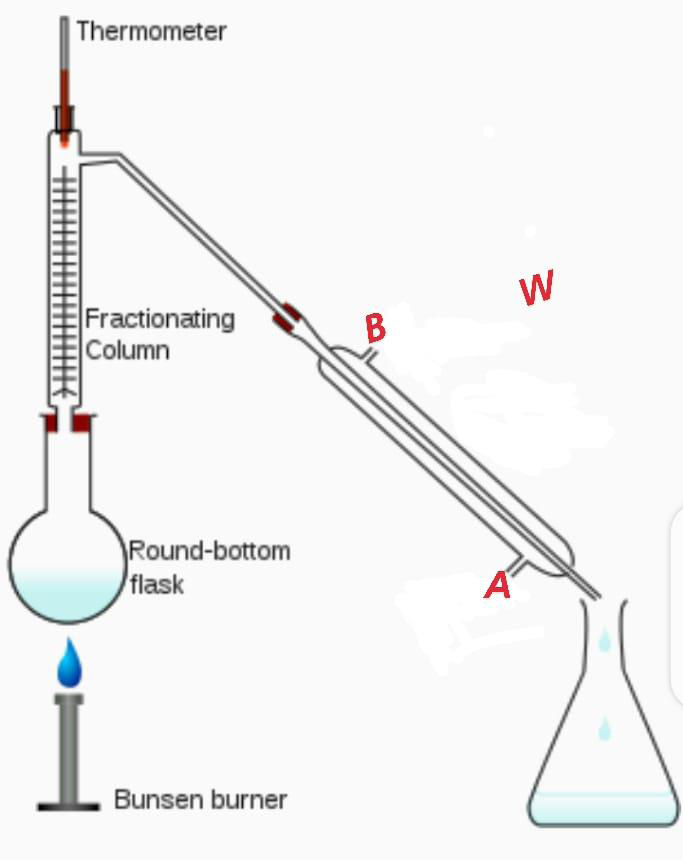 Thermometer
W
Fractionating
Column
B
Round-bottom
flask
A
Bunsen burner